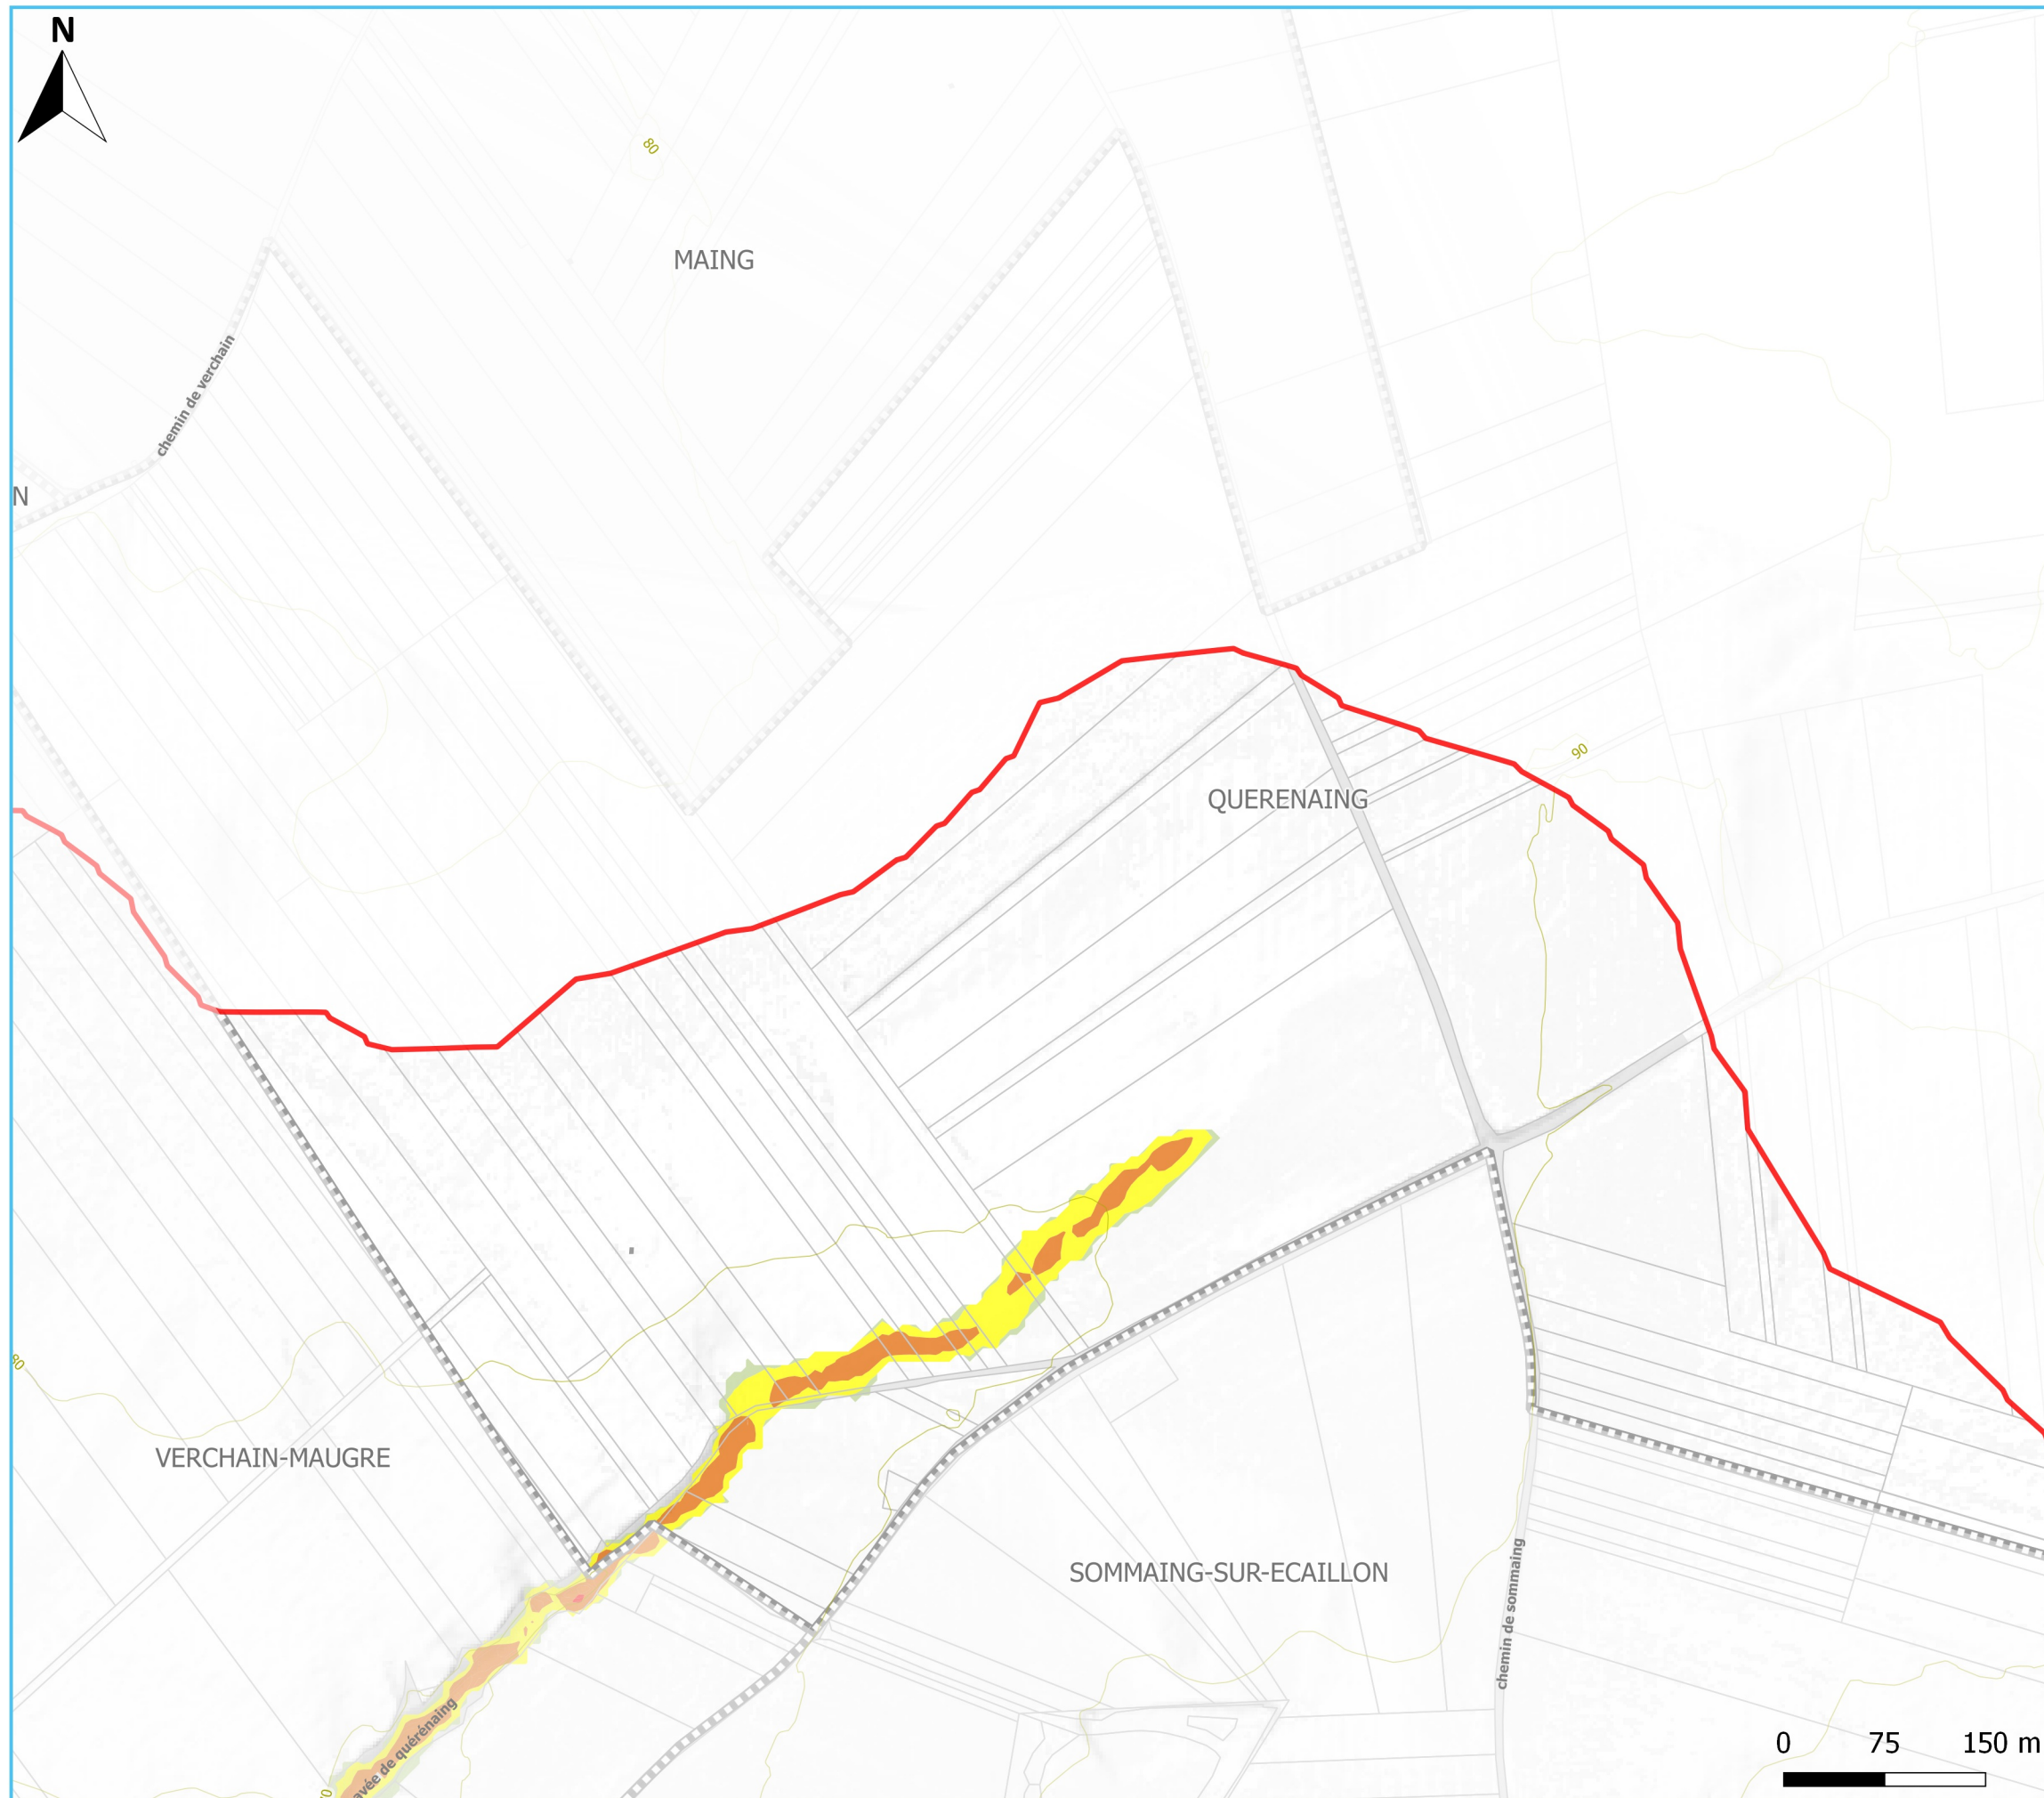 N
80
MAING
chemin de verchain
N
90
QUERENAING
80
VERCHAIN-MAUGRE
SOMMAING-SUR-ECAILLON
chemin de sommaing
avée de quérénaing
0 75 150 m